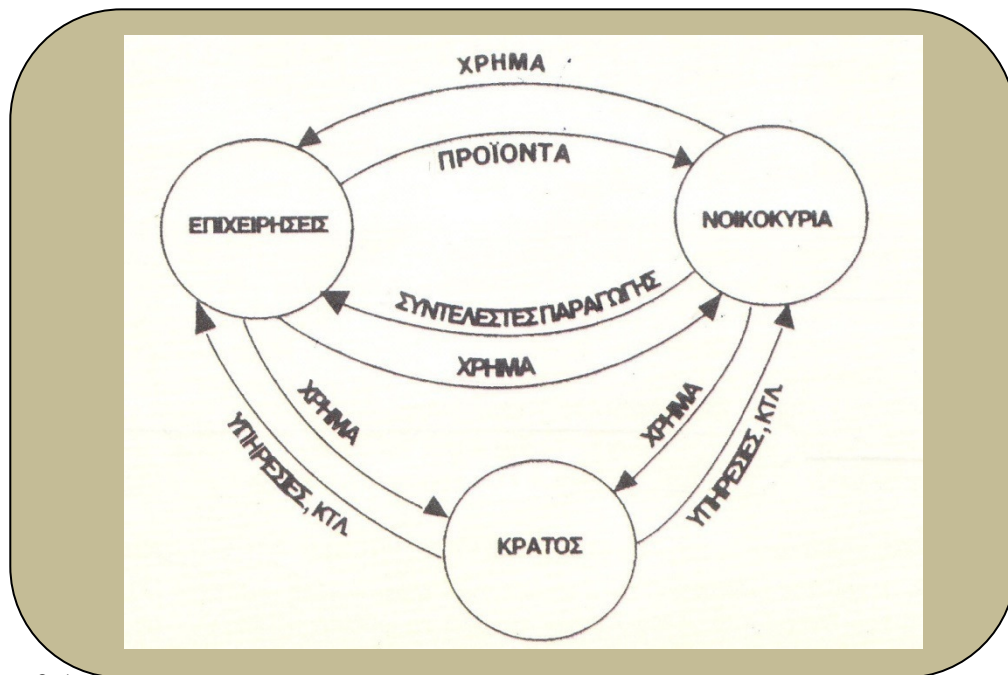 ΧΡΗΜΑ
ΠΡΟΪΟΝΤΑ
ΕΠΙΧΕΙΡΗΣΕΙΣ
ΝΟΙΚΟΚΥΡΙΑ
ΣΥΝΤΕΛΕΣΤΕΣ ΠΑΡΑΓΩΓΗΣ
ΧΡΗΜΑ
ΧΡΗΜΑ
ΧΡΗΜΑ
ΥΠΗΡΕΣΙΕΣ, ΚΤΛ.
ΥΠΗΡΕΣΙΕΣ, ΚΤΛ.
ΚΡΑΤΟΣ